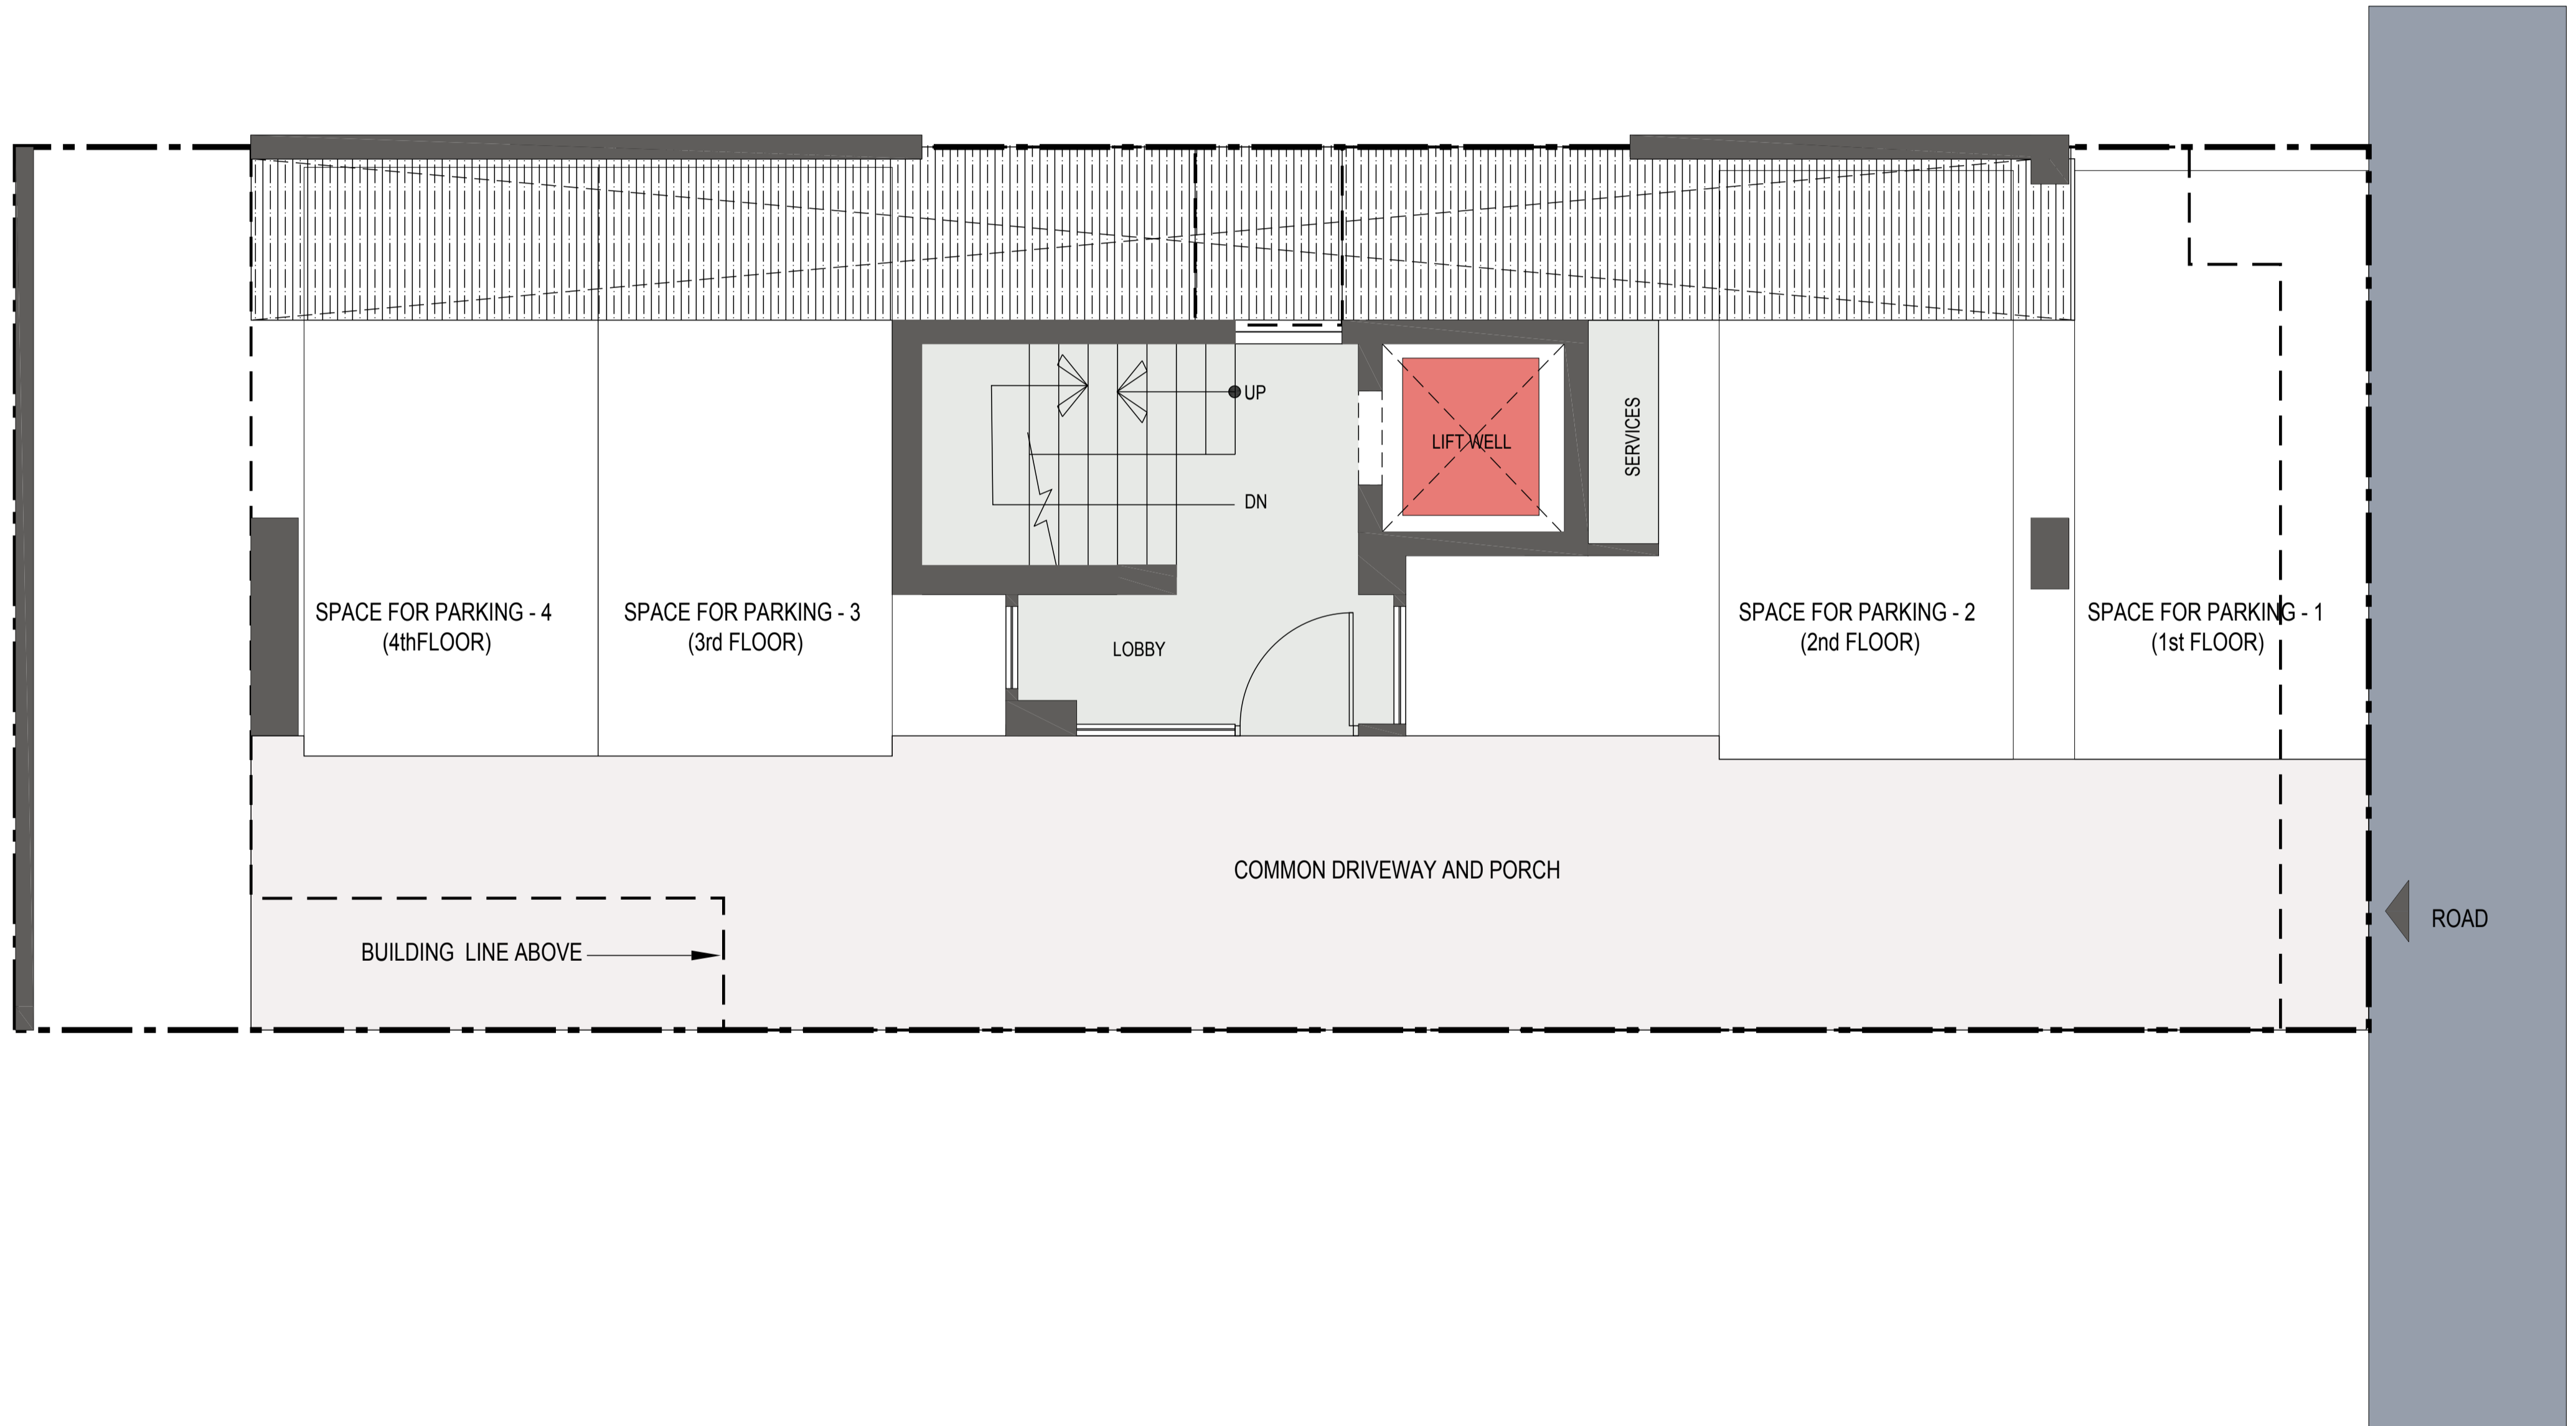 UP
LIFT WELL
SERVICES
DN
SPACE FOR PARKING - 4
(4thFLOOR)
SPACE FOR PARKING - 3
(3rd FLOOR)
LOBBY
SPACE FOR PARKING - 2
(2nd FLOOR)
SPACE FOR PARKING - 1
(1st FLOOR)
COMMON DRIVEWAY AND PORCH
BUILDING  LINE ABOVE
ROAD